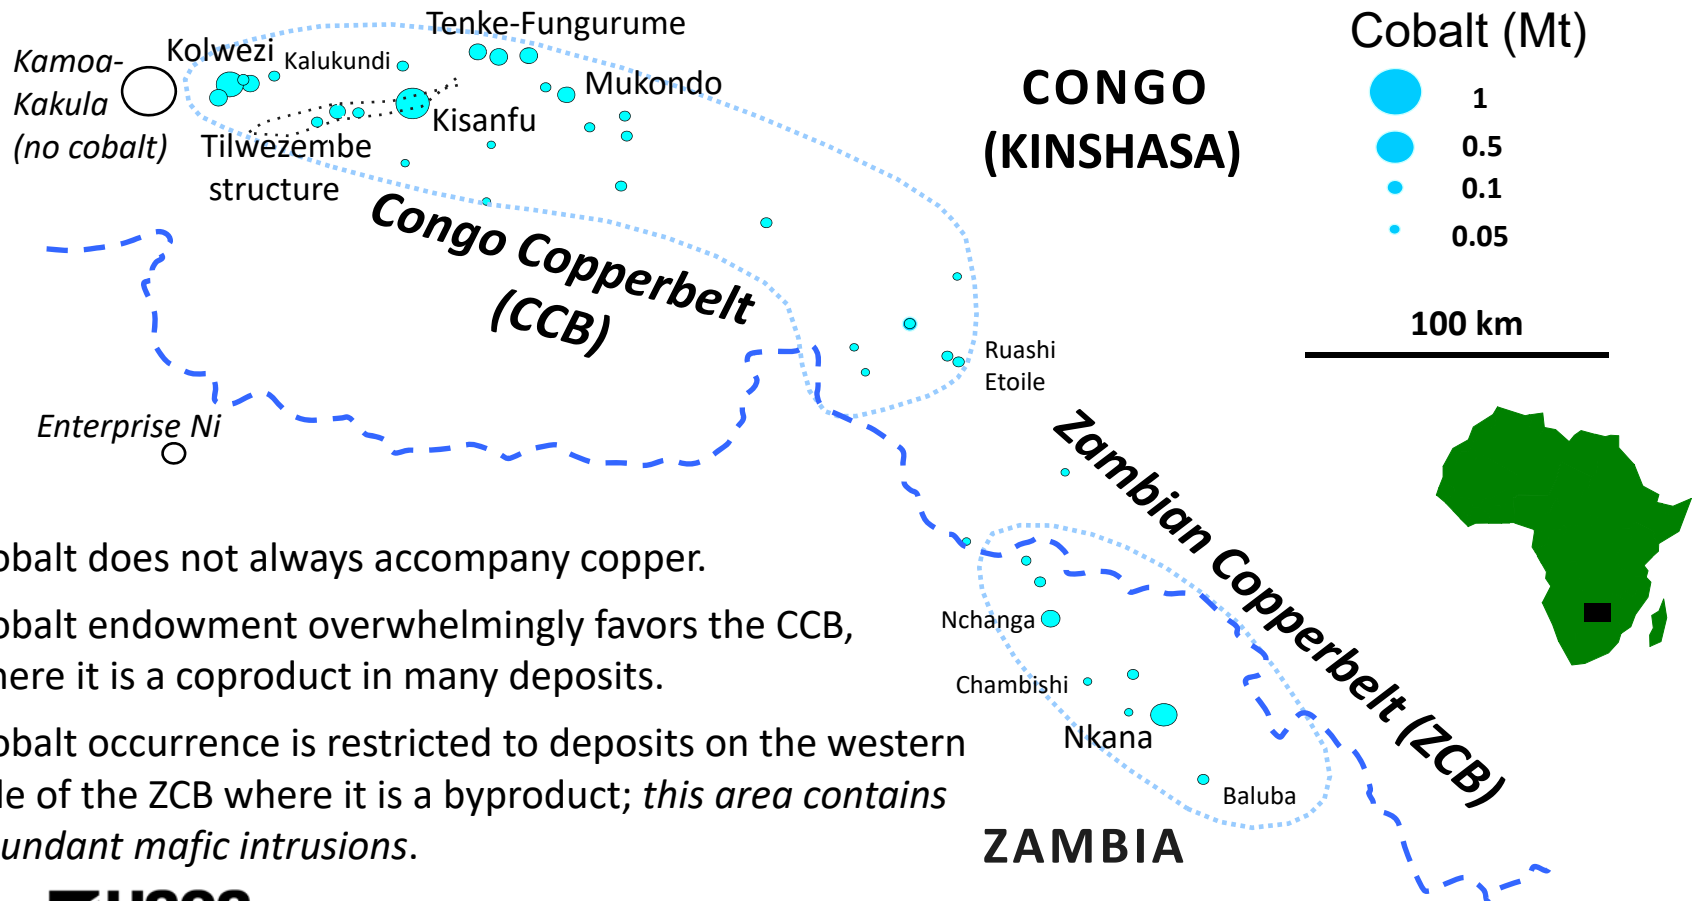 Tenke-Fungurume
Kolwezi
Kalukundi
Kamoa-
Kakula
(no cobalt)
Mukondo
Kisanfu
Tilwezembe
structure
CONGO
(KINSHASA)
Cobalt (Mt)
1
0.5
0.1
0.05
100 km
Congo Copperbelt
(CCB)
Ruashi
Etoile
Enterprise Ni
Zambian Copperbelt (ZCB)
obalt does not always accompany copper.
obalt endowment overwhelmingly favors the CCB,
here it is a coproduct in many deposits.
obalt occurrence is restricted to deposits on the western
de of the ZCB where it is a byproduct; this area contains
undant mafic intrusions.
Nchanga
Chambishi
Nkana
Baluba
ZAMBIA